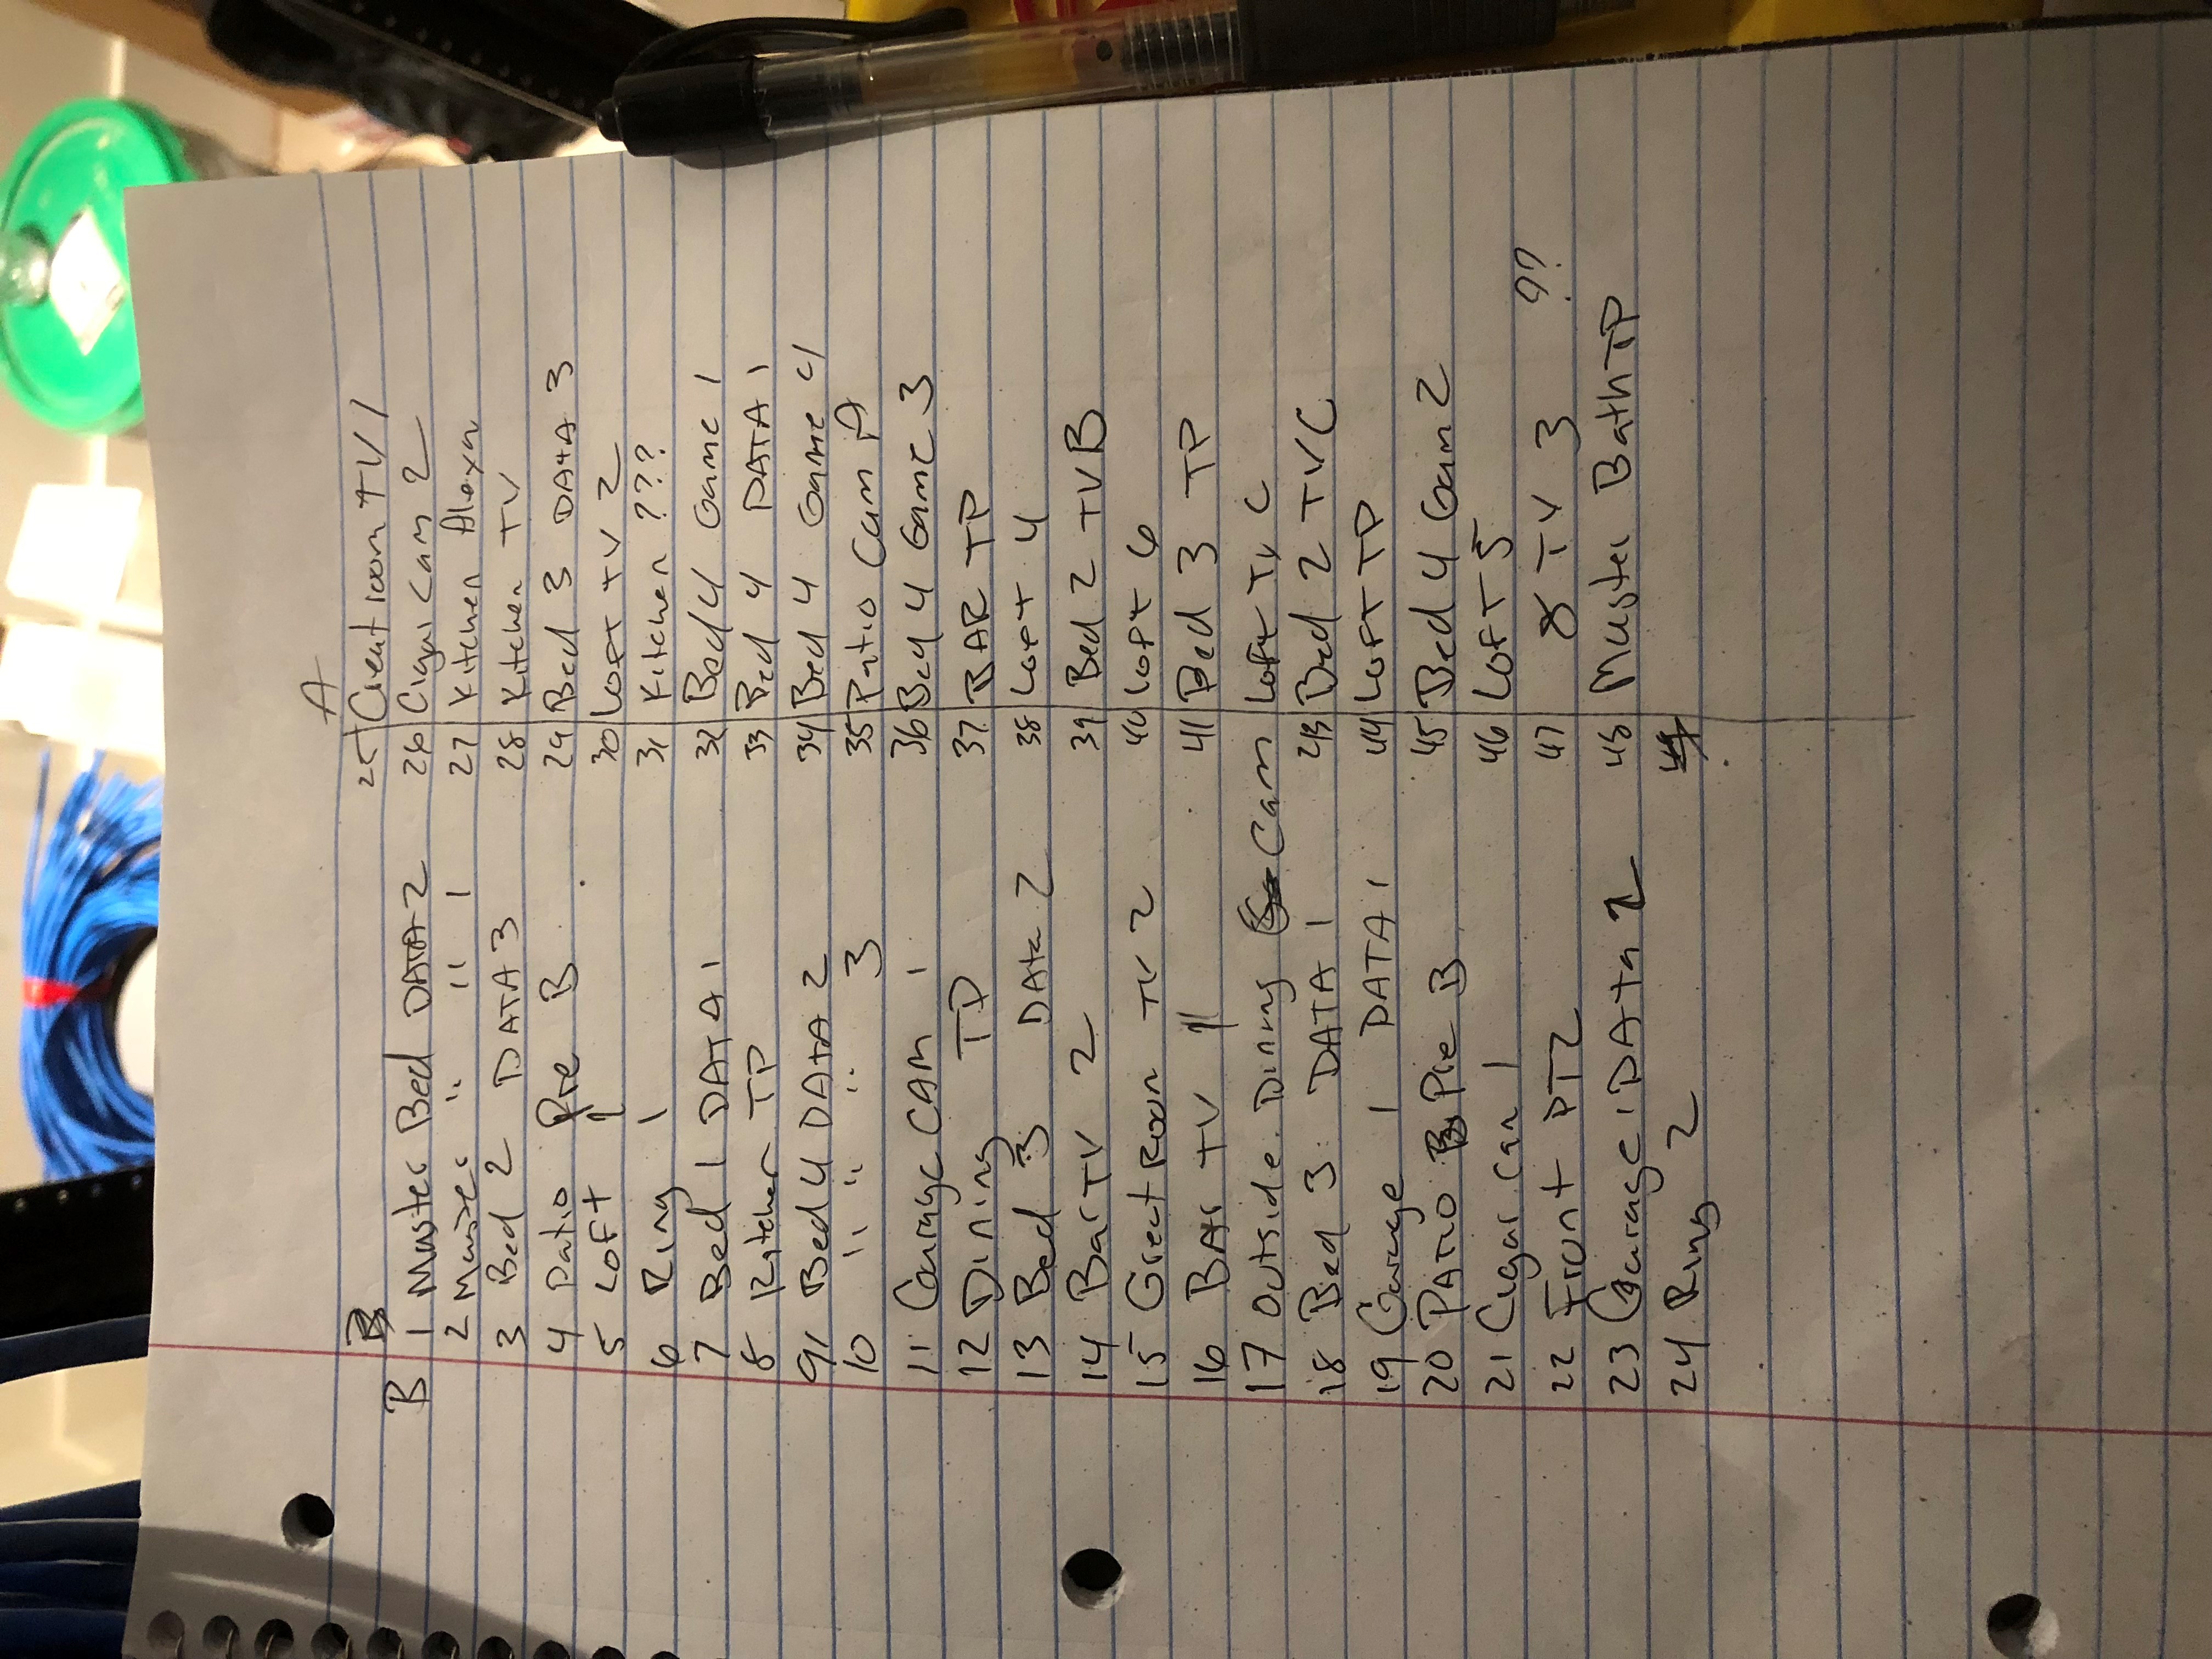 B
1 Master Bed DATA 2
2 Master " " 1
3 Bed 2 DATA 3
4 Patio Pre B
5 Loft 1
6 Ring 1
7 Bed 1 DATA 1
8 Kitchen TP
9 Bed 4 DAtA 2
10 " " " 3
11 Garage CAM 1
12 Dining TP
13 Bed 3 DAta 2
14 Bar TV 2
15 Great Room TV 2
16 BAr TV 1
17 Outside Dining Cam
18 Bed 3 DATA 1
19 Garage 1 DATA 1
20 PATIO Pre B
21 Cigar can 1
22 Front PTZ
23 Garage 1 DAta 2
24 Ring 2
A
25 Great room TV 1
26 Cigar cam 2
27 Kitchen Alexa
28 Kitchen TV
29 Bed 3 DAtA 3
30 Loft TV 2
31 Kitchen ???
32 Bed 4 Game 1
33 Bed 4 DATA 1
34 Bed 4 Game 4
35 Patio Cam A
36 Bed 4 Game 3
37 BAR TP
38 Loft 4
39 Bed 2 TV B
40 Loft 6
41 Bed 3 TP
Loft TV C
43 Bed 2 TV C
44 LOFT TP
45 Bed 4 Gam 2
46 LOFT 5
47 TV 3 ??
48 Master Bath TP